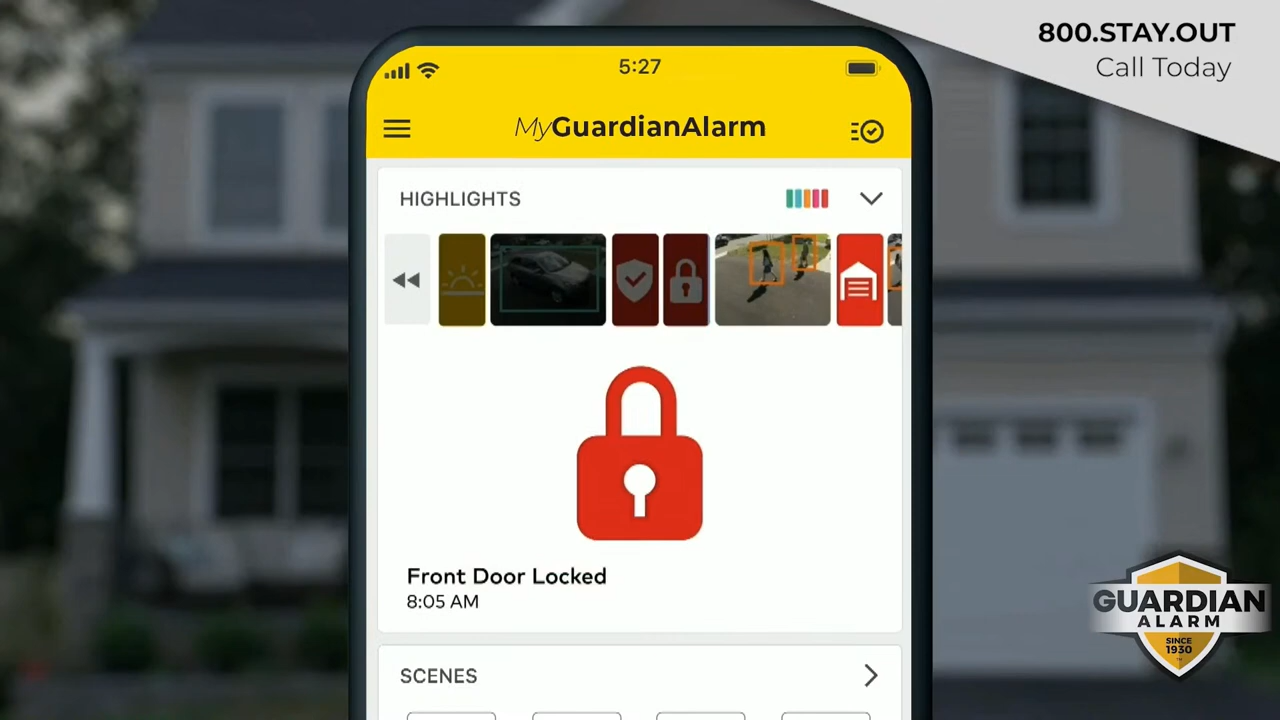 800.STAY.OUT
Call Today
5:27
MyGuardianAlarm
HIGHLIGHTS
Front Door Locked
8:05 AM
SCENES
GUARDIAN
ALARM
SINCE
1930